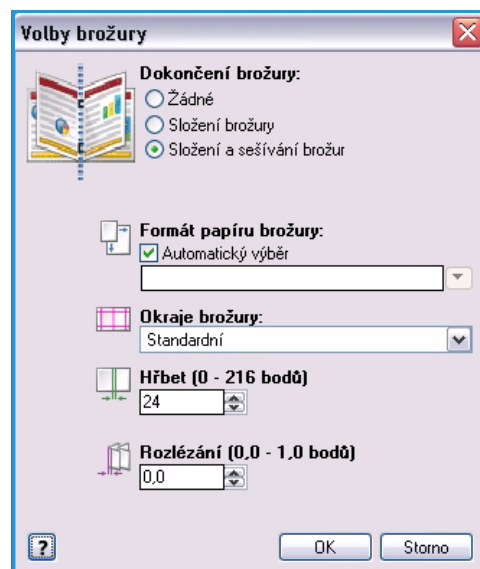 Volby brožury
Dokončení brožury:
Žádné
Složení brožury
Složení a sešívání brožur
Formát papíru brožury:
Automatický výběr
Okraje brožury:
Standardní
Hřbet (0 - 216 bodů)
24
Rozlézání (0,0 - 1,0 bodů)
0,0
?
OK
Storno